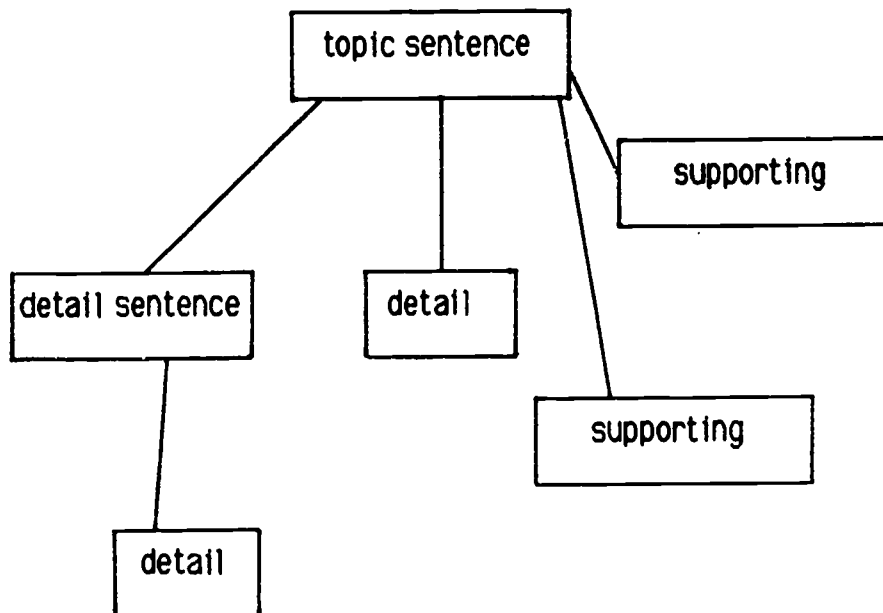 topic sentence
supporting
detail sentence
detail
supporting
detail